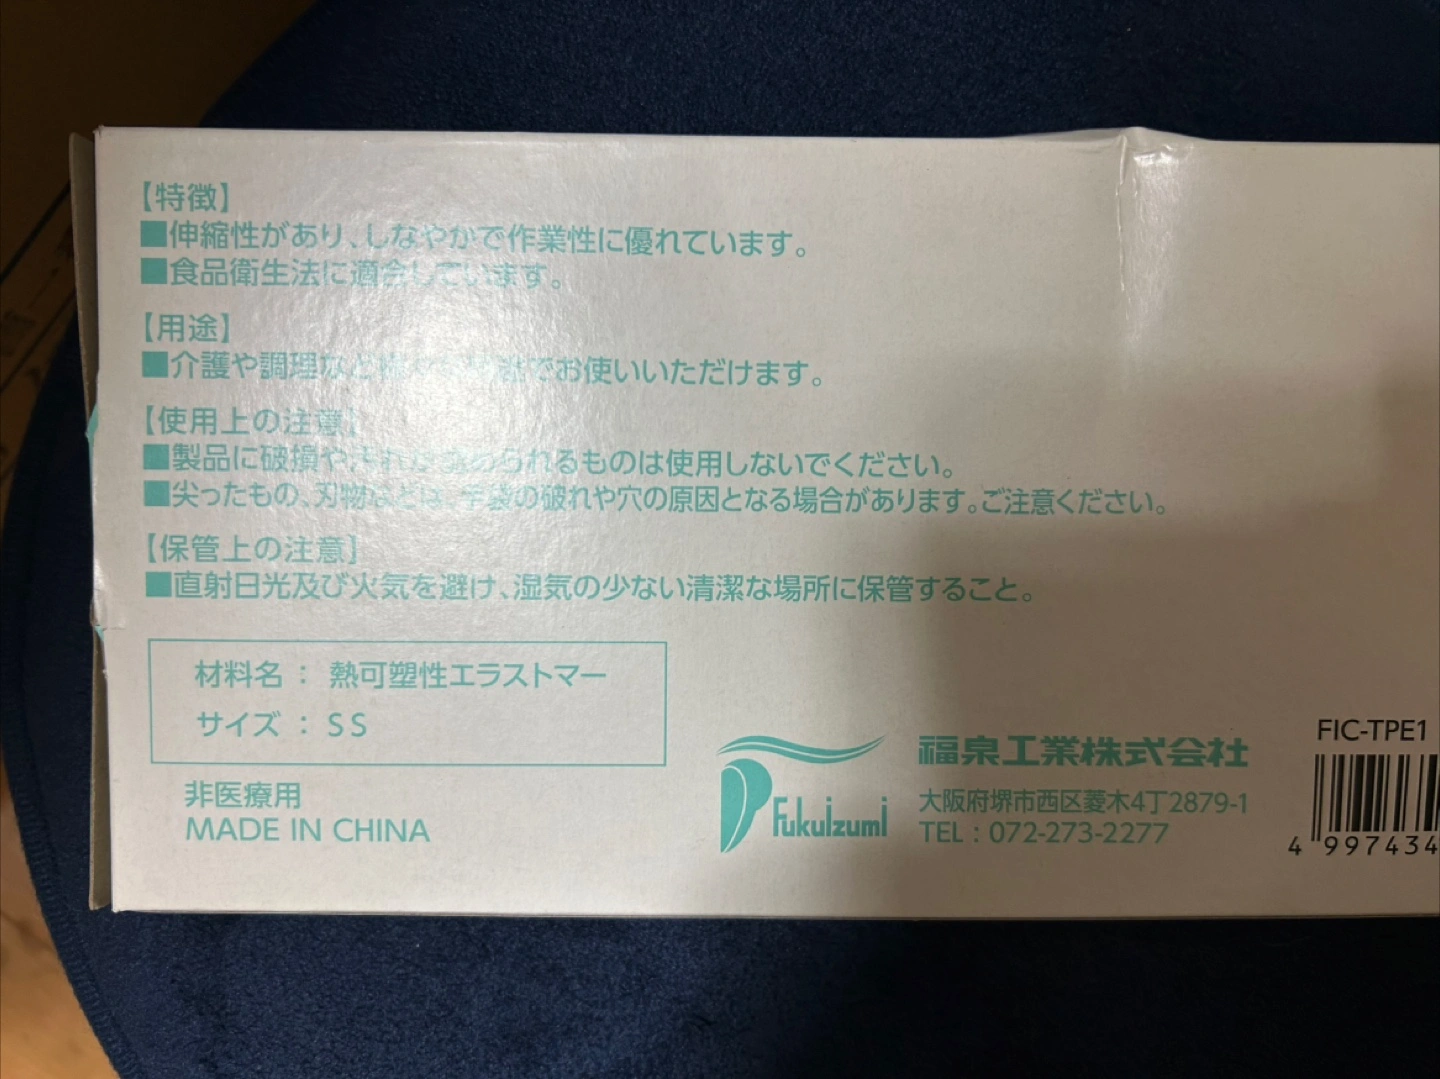 【特徴】
■伸縮性があり、しなやかで作業性に優れています。
■食品衛生法に適合しています。
【用途】
■介護や調理など でお使いいただけます。
【使用上の注意】
■製品に破損や汚れが認められるものは使用しないでください。
■尖ったもの、刃物などは、手袋の破れや穴の原因となる場合があります。ご注意ください。
【保管上の注意】
■直射日光及び火気を避け、湿気の少ない清潔な場所に保管すること。
材料名 : 熱可塑性エラストマー
サイズ : SS
非医療用
MADE IN CHINA
Fukuizumi
福泉工業株式会社
大阪府堺市西区菱木4丁2879-1
TEL : 072-273-2277
FIC-TPE1
4 997434